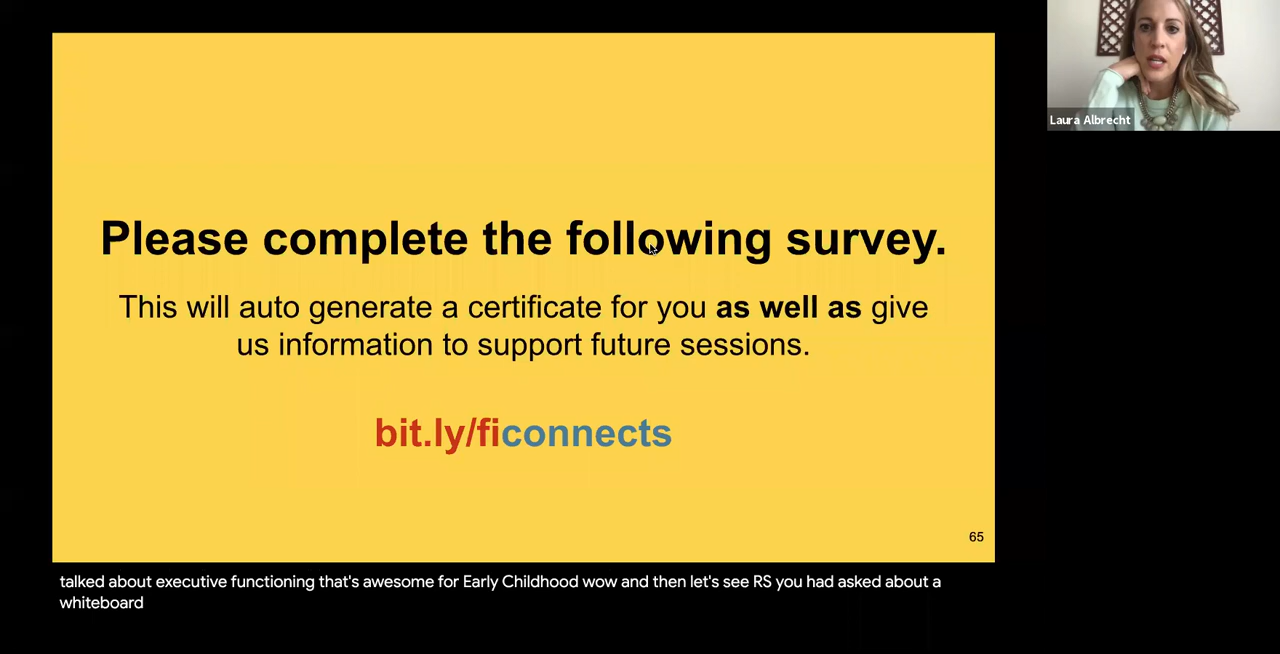 Please complete the following survey.
This will auto generate a certificate for you as well as give
us information to support future sessions.
bit.ly/ficonnects
65
Laura Albrecht
talked about executive functioning that's awesome for Early Childhood wow and then let's see RS you had asked about a
whiteboard